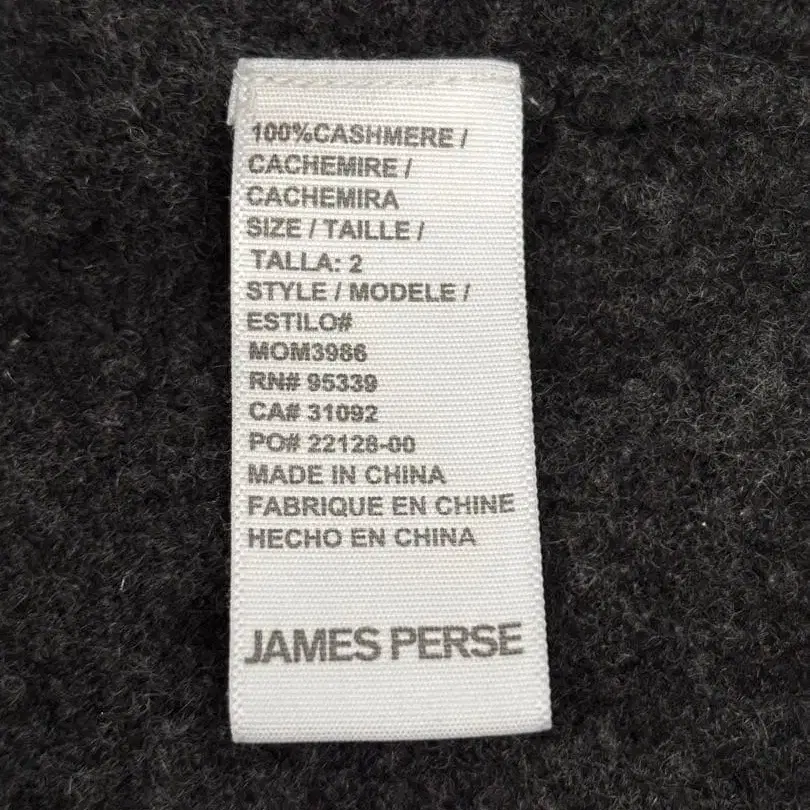 100%CASHMERE /
CACHEMIRE /
CACHEMIRA
SIZE / TAILLE /
TALLA: 2
STYLE / MODELE /
ESTILO#
MOM3986
RN# 95339
CA# 31092
PO# 22128-00
MADE IN CHINA
FABRIQUE EN CHINE
HECHO EN CHINA
JAMES PERSE